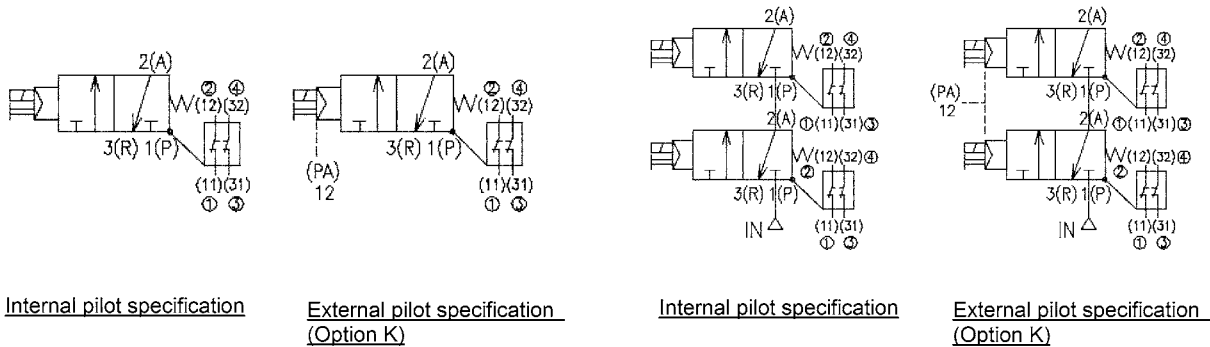 2(A)
② ④
(12)(32)
3(R) 1(P)
(11)(31)
① ③
Internal pilot specification
2(A)
② ④
(12)(32)
3(R) 1(P)
(PA)
12
(11)(31)
① ③
External pilot specification
(Option K)
2(A)
② ④
(12)(32)
3(R) 1(P)
①(11)(31)③
2(A)
(12)(32)④
②
3(R) 1(P)
(11)(31)
IN ① ③
Internal pilot specification
2(A)
② ④
(12)(32)
(PA)
12
3(R) 1(P)
①(11)(31)③
2(A)
(12)(32)④
②
3(R) 1(P)
(11)(31)
IN ① ③
External pilot specification
(Option K)